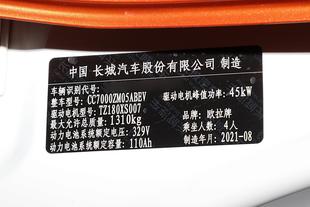 中国 长城汽车股份有限公司 制造
车辆识别代号:
整车型号: CC7000ZM05ABEV 驱动电机峰值功率: 45kW
驱动电机型号: TZ180XS007 品牌: 欧拉牌
最大允许总质量: 1310kg 乘坐人数: 4人
动力电池系统额定电压: 329V 制造年月: 2021-08
动力电池系统额定容量: 110Ah